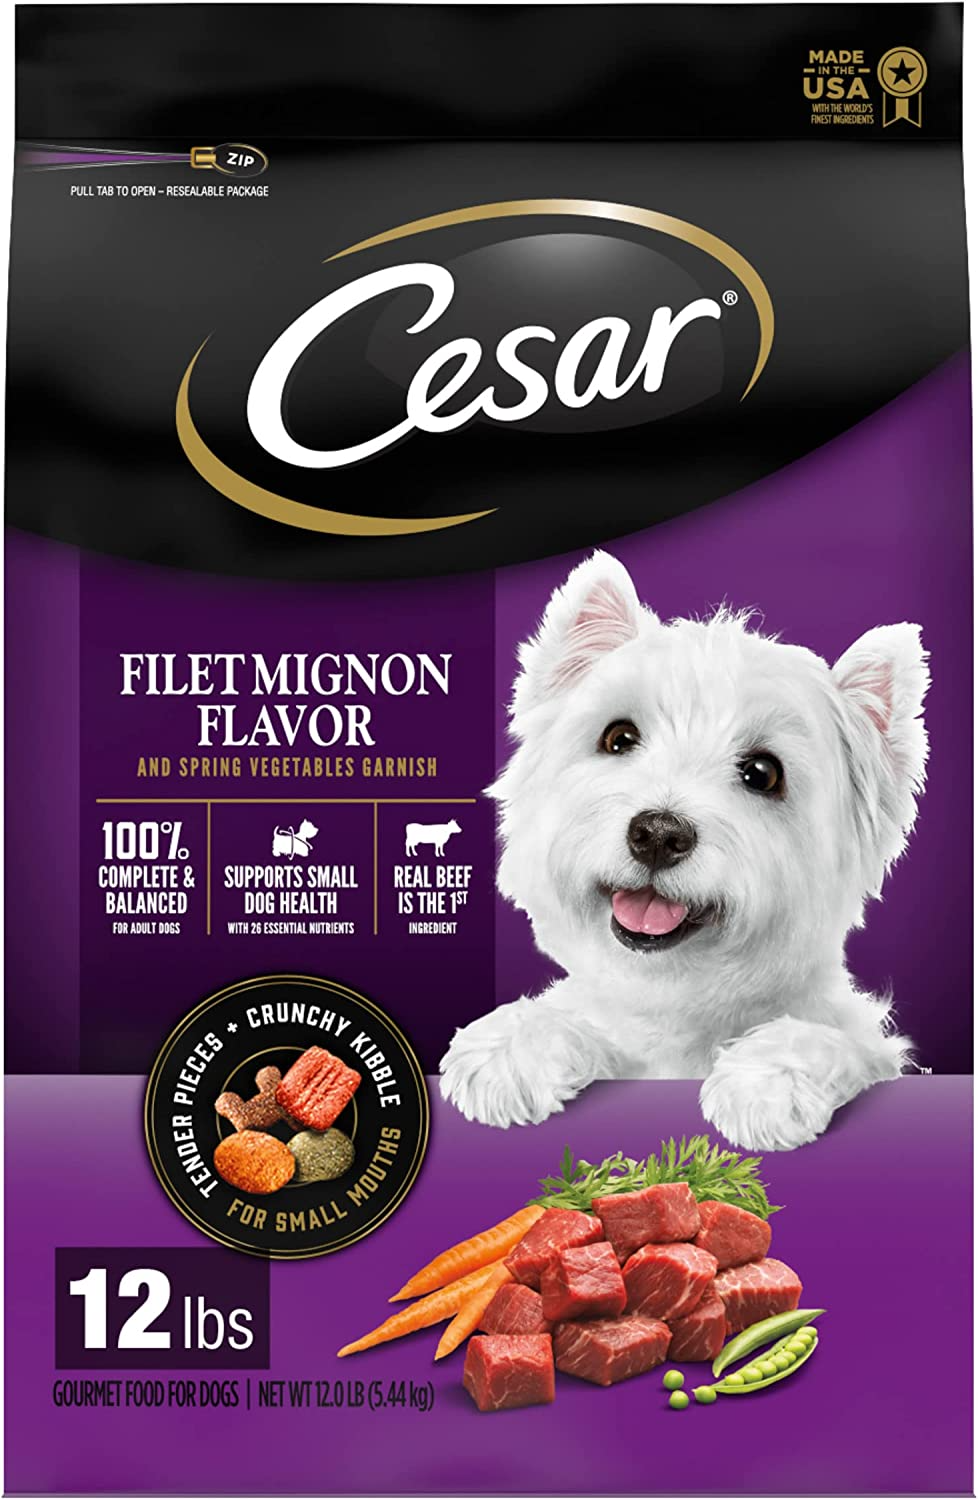 MADE
IN THE
USA
WITH THE WORLD'S
FINEST INGREDIENTS
ZIP
PULL TAB TO OPEN – RESEALABLE PACKAGE
Cesar®
FILET MIGNON
FLAVOR
AND SPRING VEGETABLES GARNISH
100%
COMPLETE &
BALANCED
FOR ADULT DOGS
SUPPORTS SMALL
DOG HEALTH
WITH 26 ESSENTIAL NUTRIENTS
REAL BEEF
IS THE 1ST
INGREDIENT
TENDER PIECES + CRUNCHY KIBBLE
FOR SMALL MOUTHS
™
12 lbs
GOURMET FOOD FOR DOGS | NET WT 12.0 LB (5.44 kg)